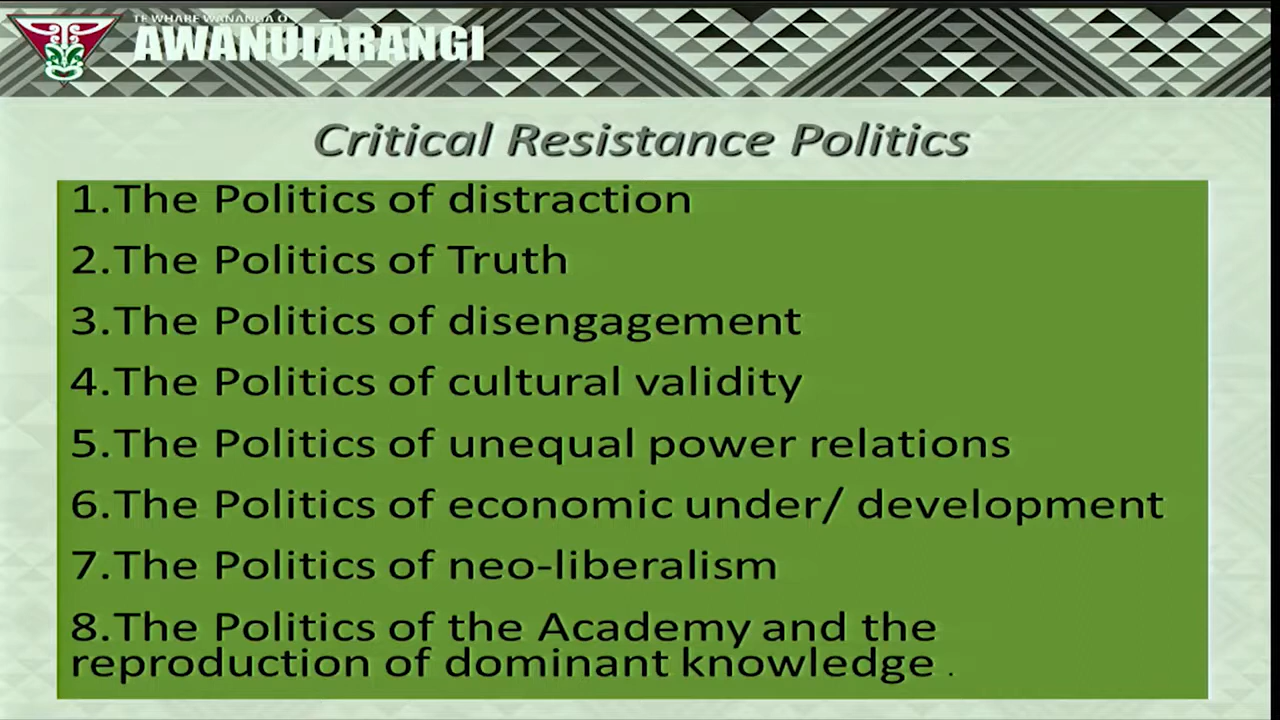 TE WHARE WĀNANGA O
AWANUIĀRANGI
Critical Resistance Politics
1.The Politics of distraction
2.The Politics of Truth
3.The Politics of disengagement
4.The Politics of cultural validity
5.The Politics of unequal power relations
6.The Politics of economic under/ development
7.The Politics of neo-liberalism
8.The Politics of the Academy and the
reproduction of dominant knowledge .